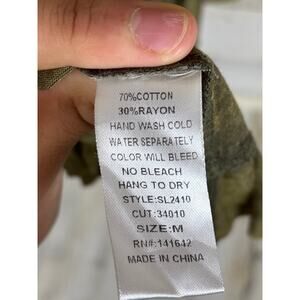 70%COTTON
30%RAYON
HAND WASH COLD
WATER SEPARATELY
COLOR WILL BLEED
NO BLEACH
HANG TO DRY
STYLE:SL2410
CUT:34010
SIZE:M
RN#:141642
MADE IN CHINA